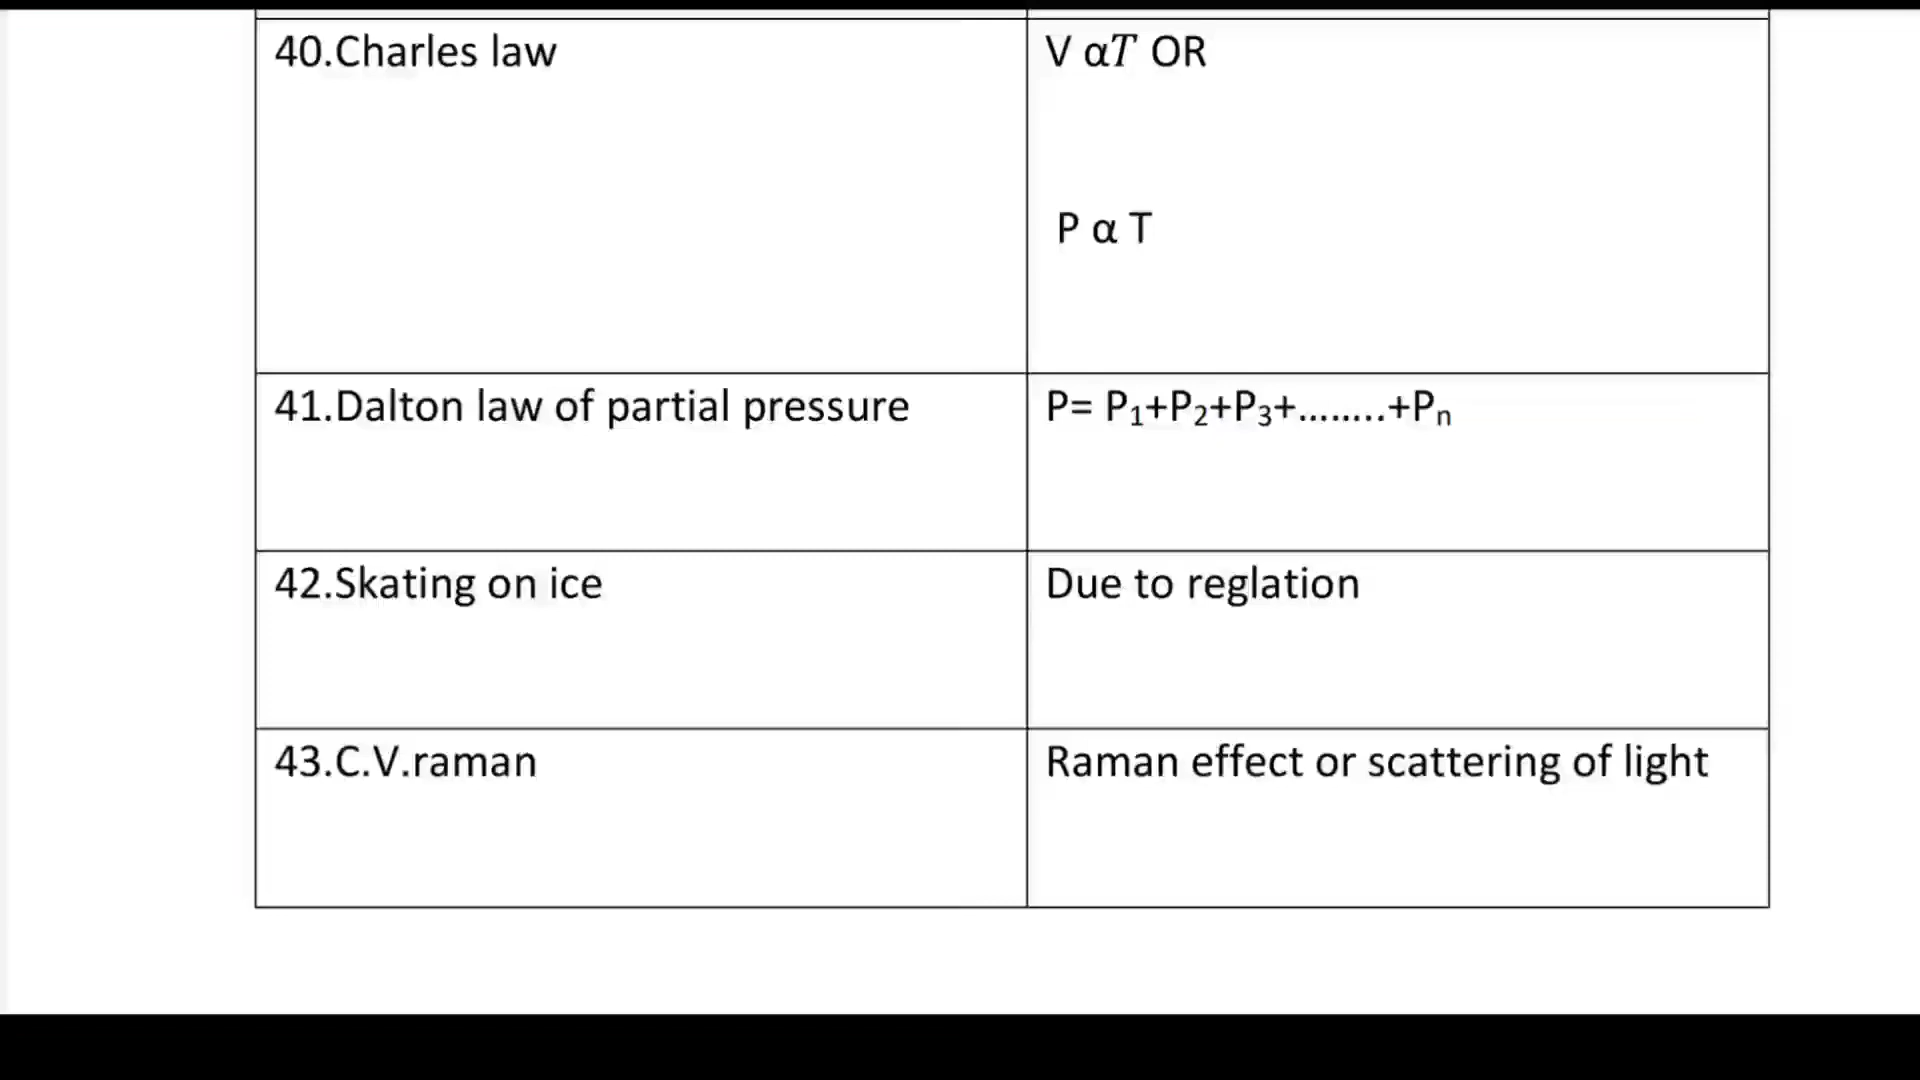 40.Charles law
V αT OR
P α T
41.Dalton law of partial pressure
P= P₁+P₂+P₃+........+Pₙ
42.Skating on ice
Due to reglation
43.C.V.raman
Raman effect or scattering of light